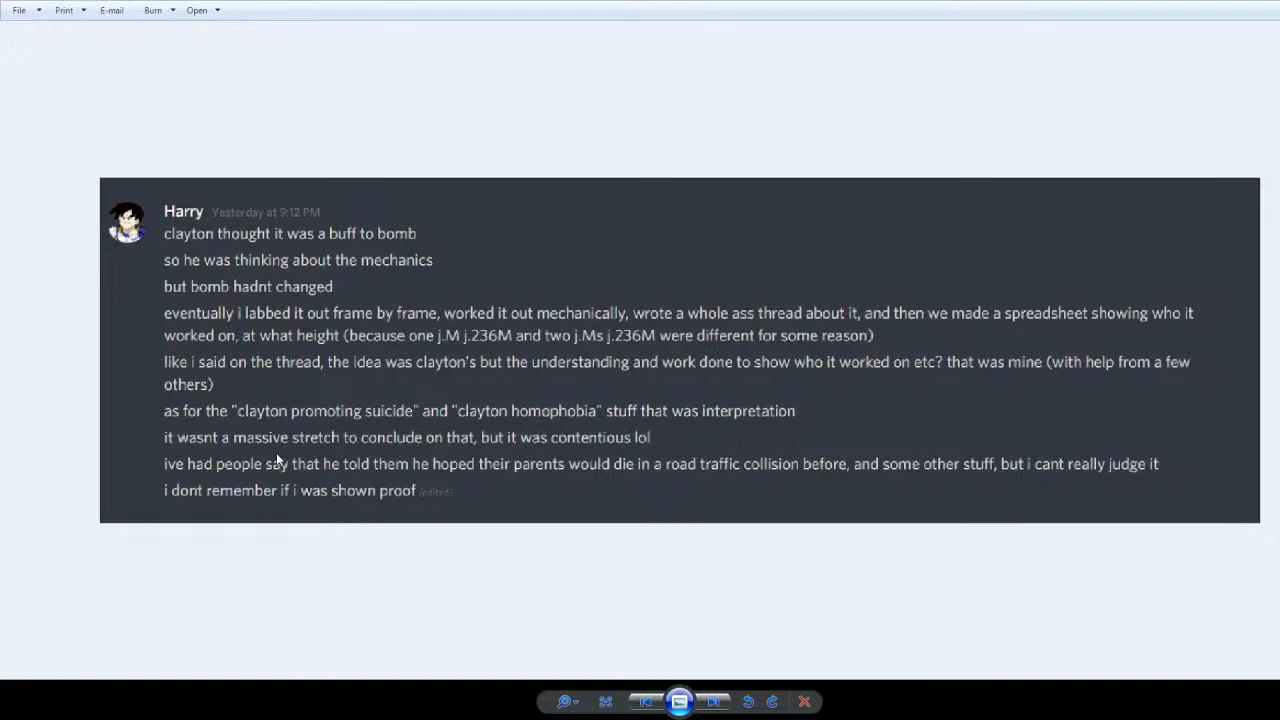 File Print E-mail Burn Open
Harry Yesterday at 9:12 PM
clayton thought it was a buff to bomb
so he was thinking about the mechanics
but bomb hadnt changed
eventually i labbed it out frame by frame, worked it out mechanically, wrote a whole ass thread about it, and then we made a spreadsheet showing who it
worked on, at what height (because one j.M j.236M and two j.Ms j.236M were different for some reason)
like i said on the thread, the idea was clayton's but the understanding and work done to show who it worked on etc? that was mine (with help from a few
others)
as for the "clayton promoting suicide" and "clayton homophobia" stuff that was interpretation
it wasnt a massive stretch to conclude on that, but it was contentious lol
ive had people say that he told them he hoped their parents would die in a road traffic collision before, and some other stuff, but i cant really judge it
i dont remember if i was shown proof (edited)